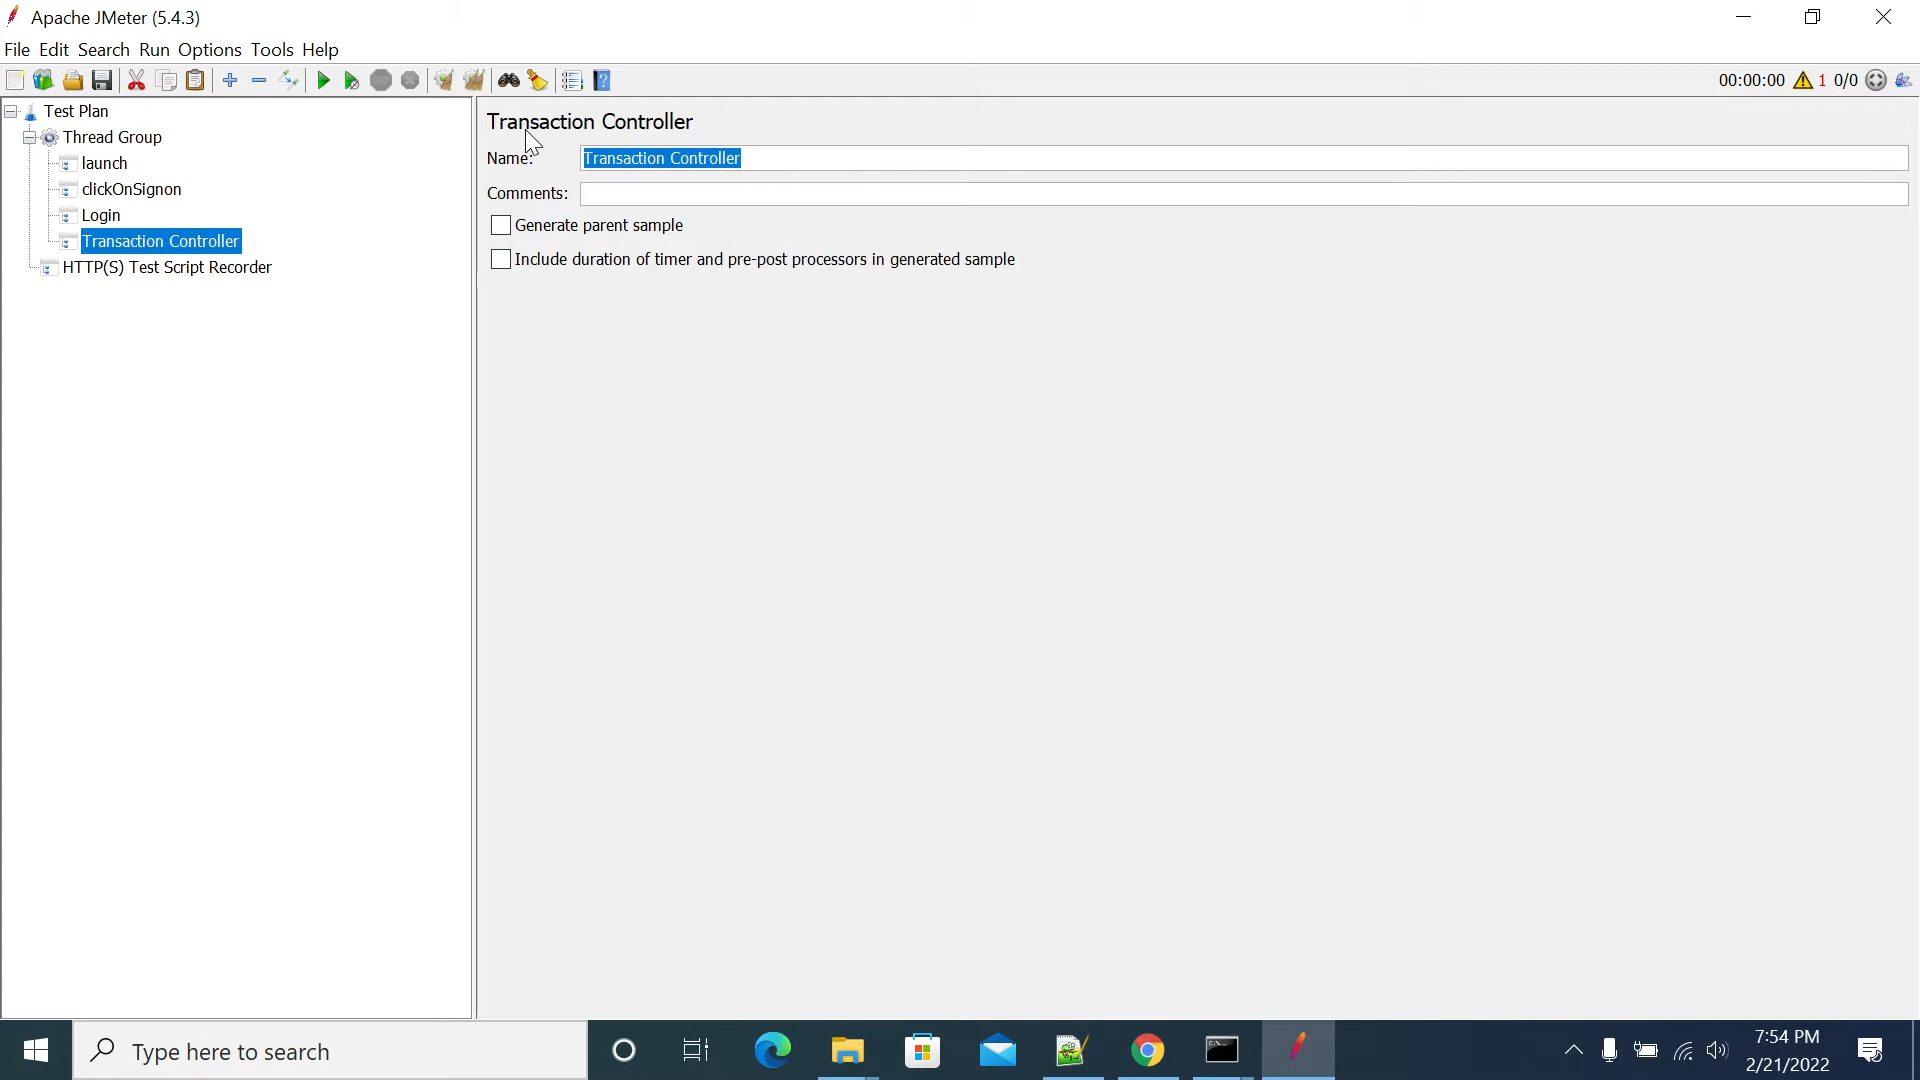 Apache JMeter (5.4.3)
File Edit Search Run Options Tools Help
00:00:00 1 0/0
Test Plan
Thread Group
launch
clickOnSignon
Login
Transaction Controller
HTTP(S) Test Script Recorder
Transaction Controller
Name: Transaction Controller
Comments:
Generate parent sample
Include duration of timer and pre-post processors in generated sample
Type here to search
7:54 PM
2/21/2022